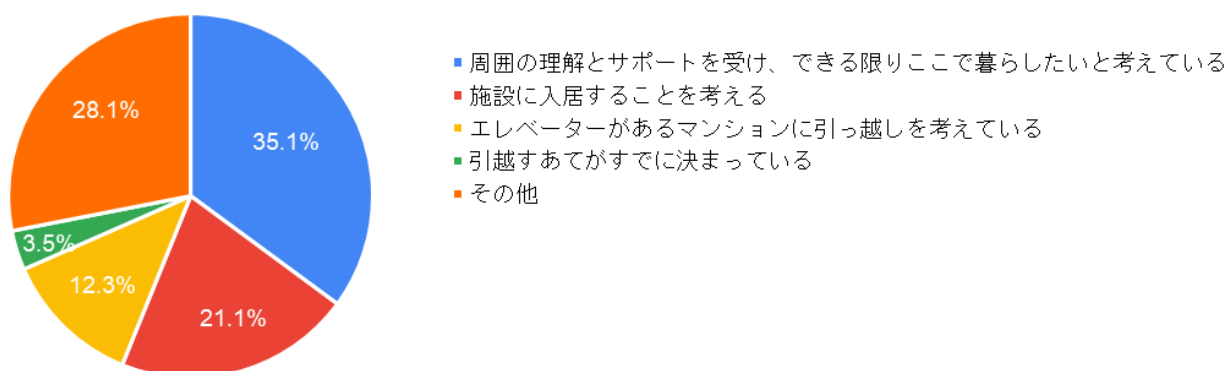 28.1%
35.1%
3.5%
12.3%
21.1%
周囲の理解とサポートを受け、できる限りここで暮らしたいと考えている
施設に入居することを考える
エレベーターがあるマンションに引っ越しを考えている
引越すあてがすでに決まっている
その他